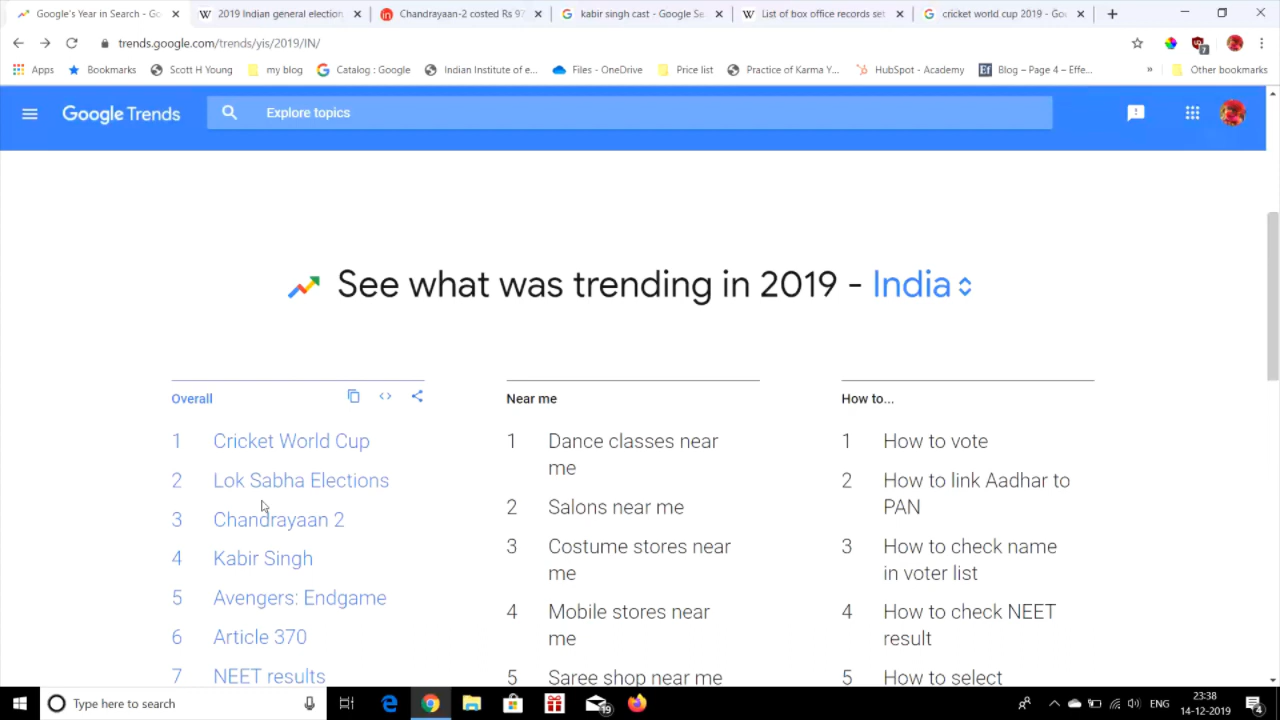 Google's Year in Search - Go
2019 Indian general election
Chandrayaan-2 costed Rs 97
kabir singh cast - Google Se
List of box office records set
cricket world cup 2019 - Goo
trends.google.com/trends/yis/2019/IN/
7
Apps
Bookmarks
Scott H Young
my blog
Catalog : Google
Indian Institute of e...
Files - OneDrive
Price list
Practice of Karma Y...
HubSpot - Academy
Blog – Page 4 – Effe...
»
Other bookmarks
Google Trends
Explore topics
See what was trending in 2019 - India
Overall
1 Cricket World Cup
2 Lok Sabha Elections
3 Chandrayaan 2
4 Kabir Singh
5 Avengers: Endgame
6 Article 370
7 NEET results
Near me
1 Dance classes near
me
2 Salons near me
3 Costume stores near
me
4 Mobile stores near
me
5 Saree shop near me
How to...
1 How to vote
2 How to link Aadhar to
PAN
3 How to check name
in voter list
4 How to check NEET
result
5 How to select
Type here to search
19
ENG
23:38
14-12-2019
4